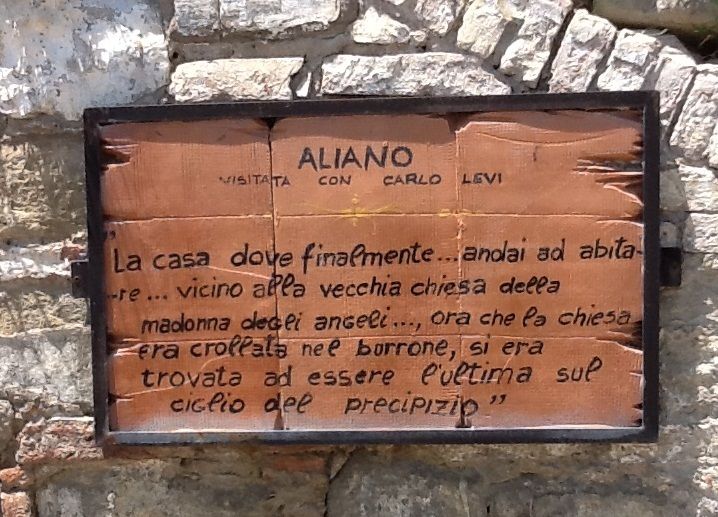 ALIANO
VISITATA CON CARLO LEVI
"La casa dove finalmente... andai ad abita-
-re... vicino alla vecchia chiesa della
madonna degli angeli..., ora che la chiesa
era crollata nel burrone, si era
trovata ad essere l'ultima sul
ciglio del precipizio"